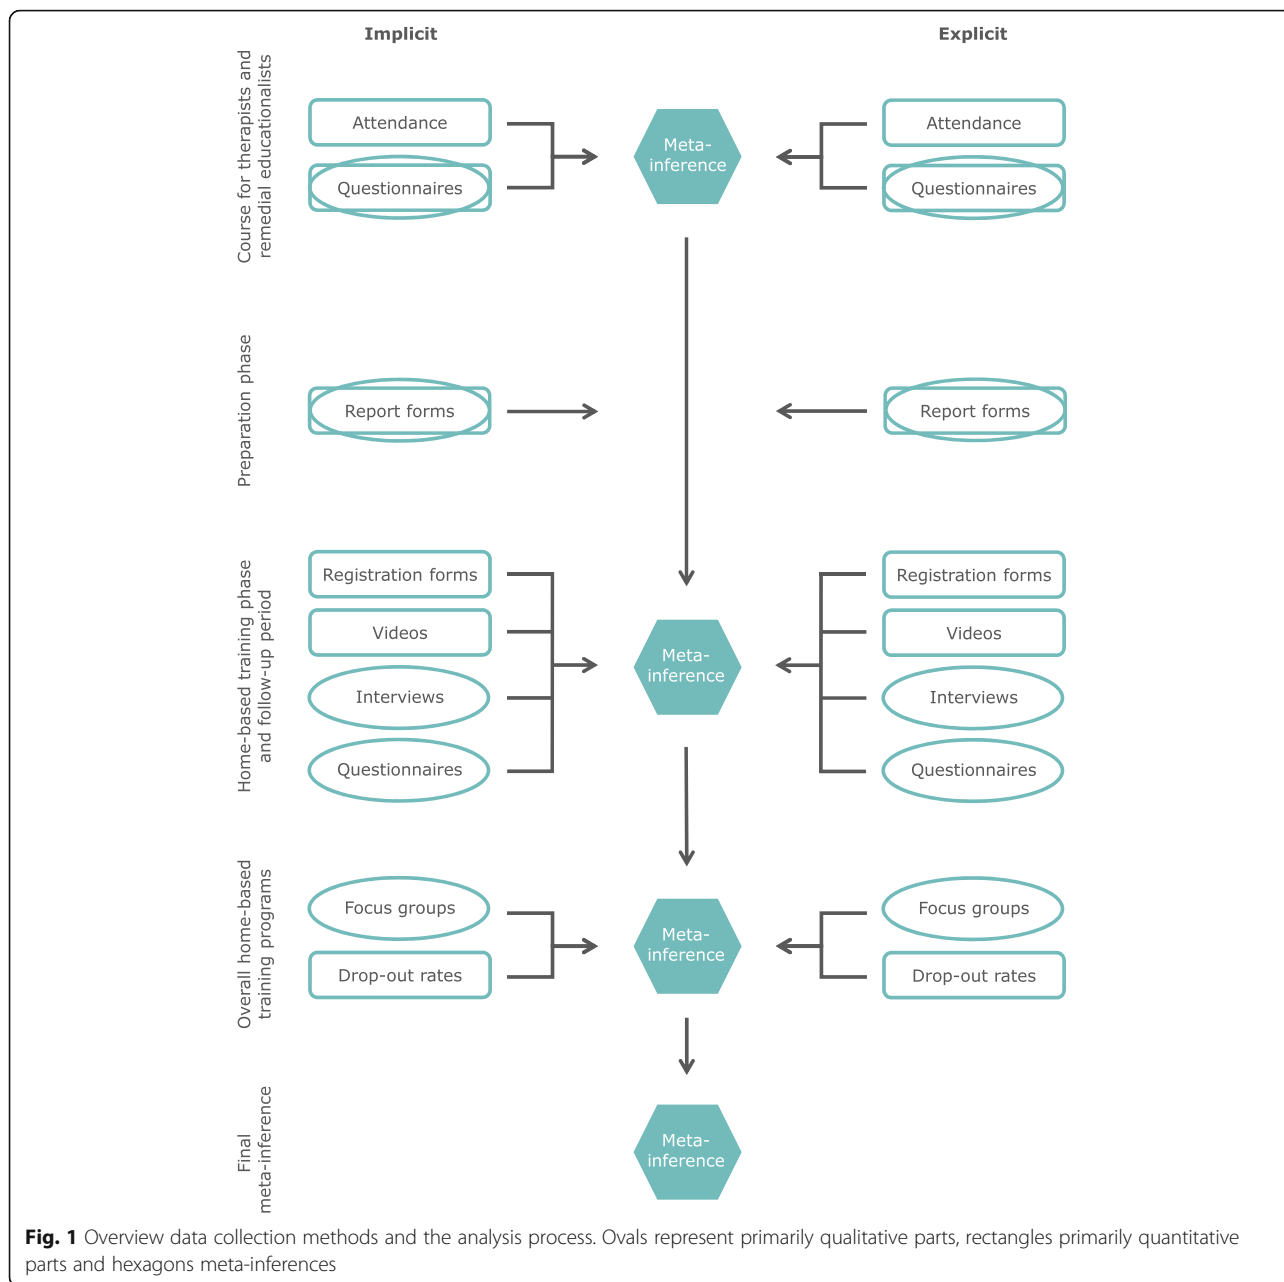 Implicit
Explicit
Course for therapists and
remedial educationalists
Attendance
Questionnaires
Meta-
inference
Attendance
Questionnaires
Preparation phase
Report forms
Report forms
Home-based training phase
and follow-up period
Registration forms
Videos
Interviews
Questionnaires
Meta-
inference
Registration forms
Videos
Interviews
Questionnaires
Overall home-based
training programs
Focus groups
Drop-out rates
Meta-
inference
Focus groups
Drop-out rates
Final
meta-inference
Meta-
inference
Fig. 1 Overview data collection methods and the analysis process. Ovals represent primarily qualitative parts, rectangles primarily quantitative
parts and hexagons meta-inferences